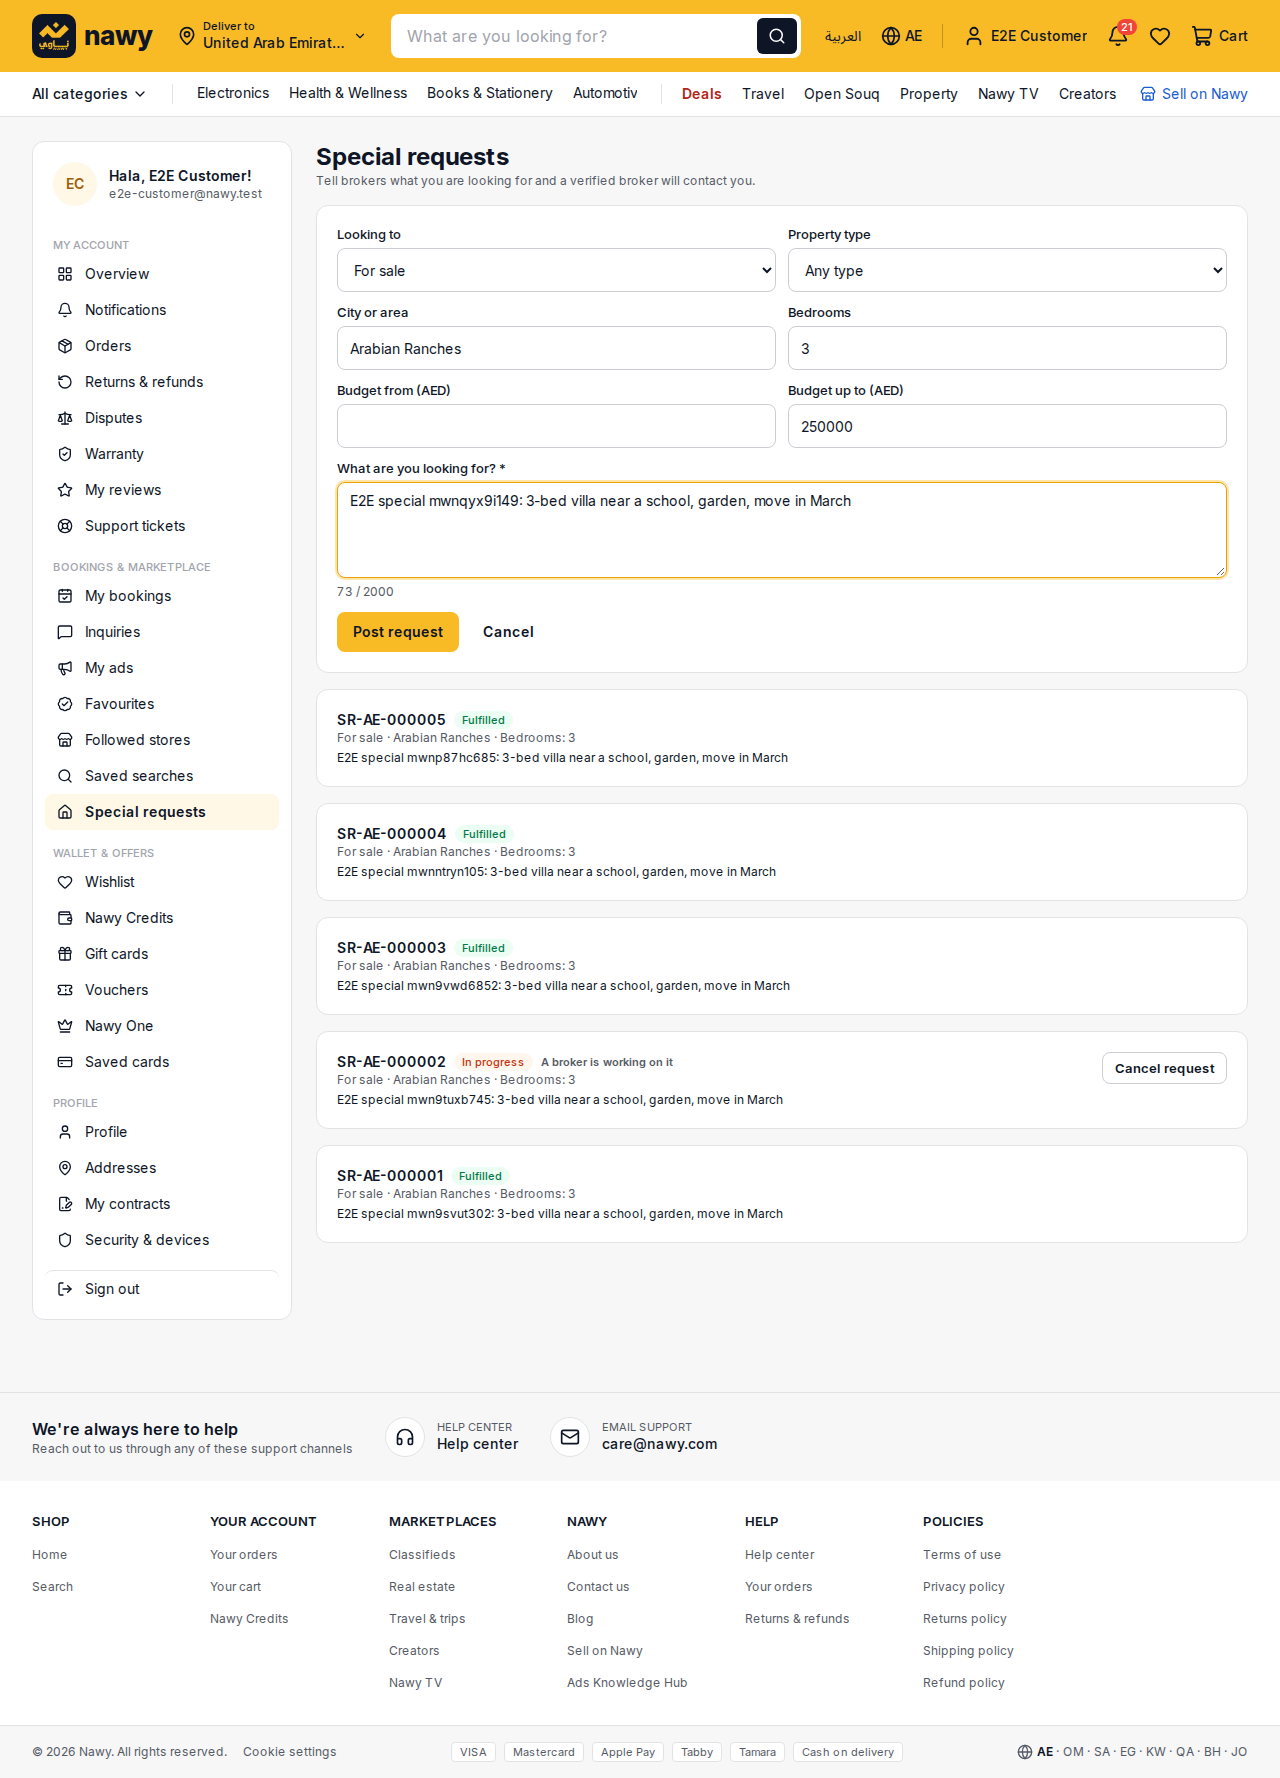 ناوي
NAWY
nawy
Deliver to
United Arab Emirat...
What are you looking for?
العربية
AE
E2E Customer
21
Cart
All categories
Electronics
Health & Wellness
Books & Stationery
Automotiv
Deals
Travel
Open Souq
Property
Nawy TV
Creators
Sell on Nawy
EC
Hala, E2E Customer!
e2e-customer@nawy.test
MY ACCOUNT
Overview
Notifications
Orders
Returns & refunds
Disputes
Warranty
My reviews
Support tickets
BOOKINGS & MARKETPLACE
My bookings
Inquiries
My ads
Favourites
Followed stores
Saved searches
Special requests
WALLET & OFFERS
Wishlist
Nawy Credits
Gift cards
Vouchers
Nawy One
Saved cards
PROFILE
Profile
Addresses
My contracts
Security & devices
Sign out
Special requests
Tell brokers what you are looking for and a verified broker will contact you.
Looking to
Property type
For sale
Any type
City or area
Bedrooms
Arabian Ranches
3
Budget from (AED)
Budget up to (AED)
250000
What are you looking for? *
E2E special mwnqyx9i149: 3-bed villa near a school, garden, move in March
73 / 2000
Post request
Cancel
SR-AE-000005 Fulfilled
For sale · Arabian Ranches · Bedrooms: 3
E2E special mwnp87hc685: 3-bed villa near a school, garden, move in March
SR-AE-000004 Fulfilled
For sale · Arabian Ranches · Bedrooms: 3
E2E special mwnntryn105: 3-bed villa near a school, garden, move in March
SR-AE-000003 Fulfilled
For sale · Arabian Ranches · Bedrooms: 3
E2E special mwn9vwd6852: 3-bed villa near a school, garden, move in March
SR-AE-000002 In progress A broker is working on it
Cancel request
For sale · Arabian Ranches · Bedrooms: 3
E2E special mwn9tuxb745: 3-bed villa near a school, garden, move in March
SR-AE-000001 Fulfilled
For sale · Arabian Ranches · Bedrooms: 3
E2E special mwn9svut302: 3-bed villa near a school, garden, move in March
We're always here to help
Reach out to us through any of these support channels
HELP CENTER
Help center
EMAIL SUPPORT
care@nawy.com
SHOP
Home
Search
YOUR ACCOUNT
Your orders
Your cart
Nawy Credits
MARKETPLACES
Classifieds
Real estate
Travel & trips
Creators
Nawy TV
NAWY
About us
Contact us
Blog
Sell on Nawy
Ads Knowledge Hub
HELP
Help center
Your orders
Returns & refunds
POLICIES
Terms of use
Privacy policy
Returns policy
Shipping policy
Refund policy
© 2026 Nawy. All rights reserved.
Cookie settings
VISA
Mastercard
Apple Pay
Tabby
Tamara
Cash on delivery
AE · OM · SA · EG · KW · QA · BH · JO